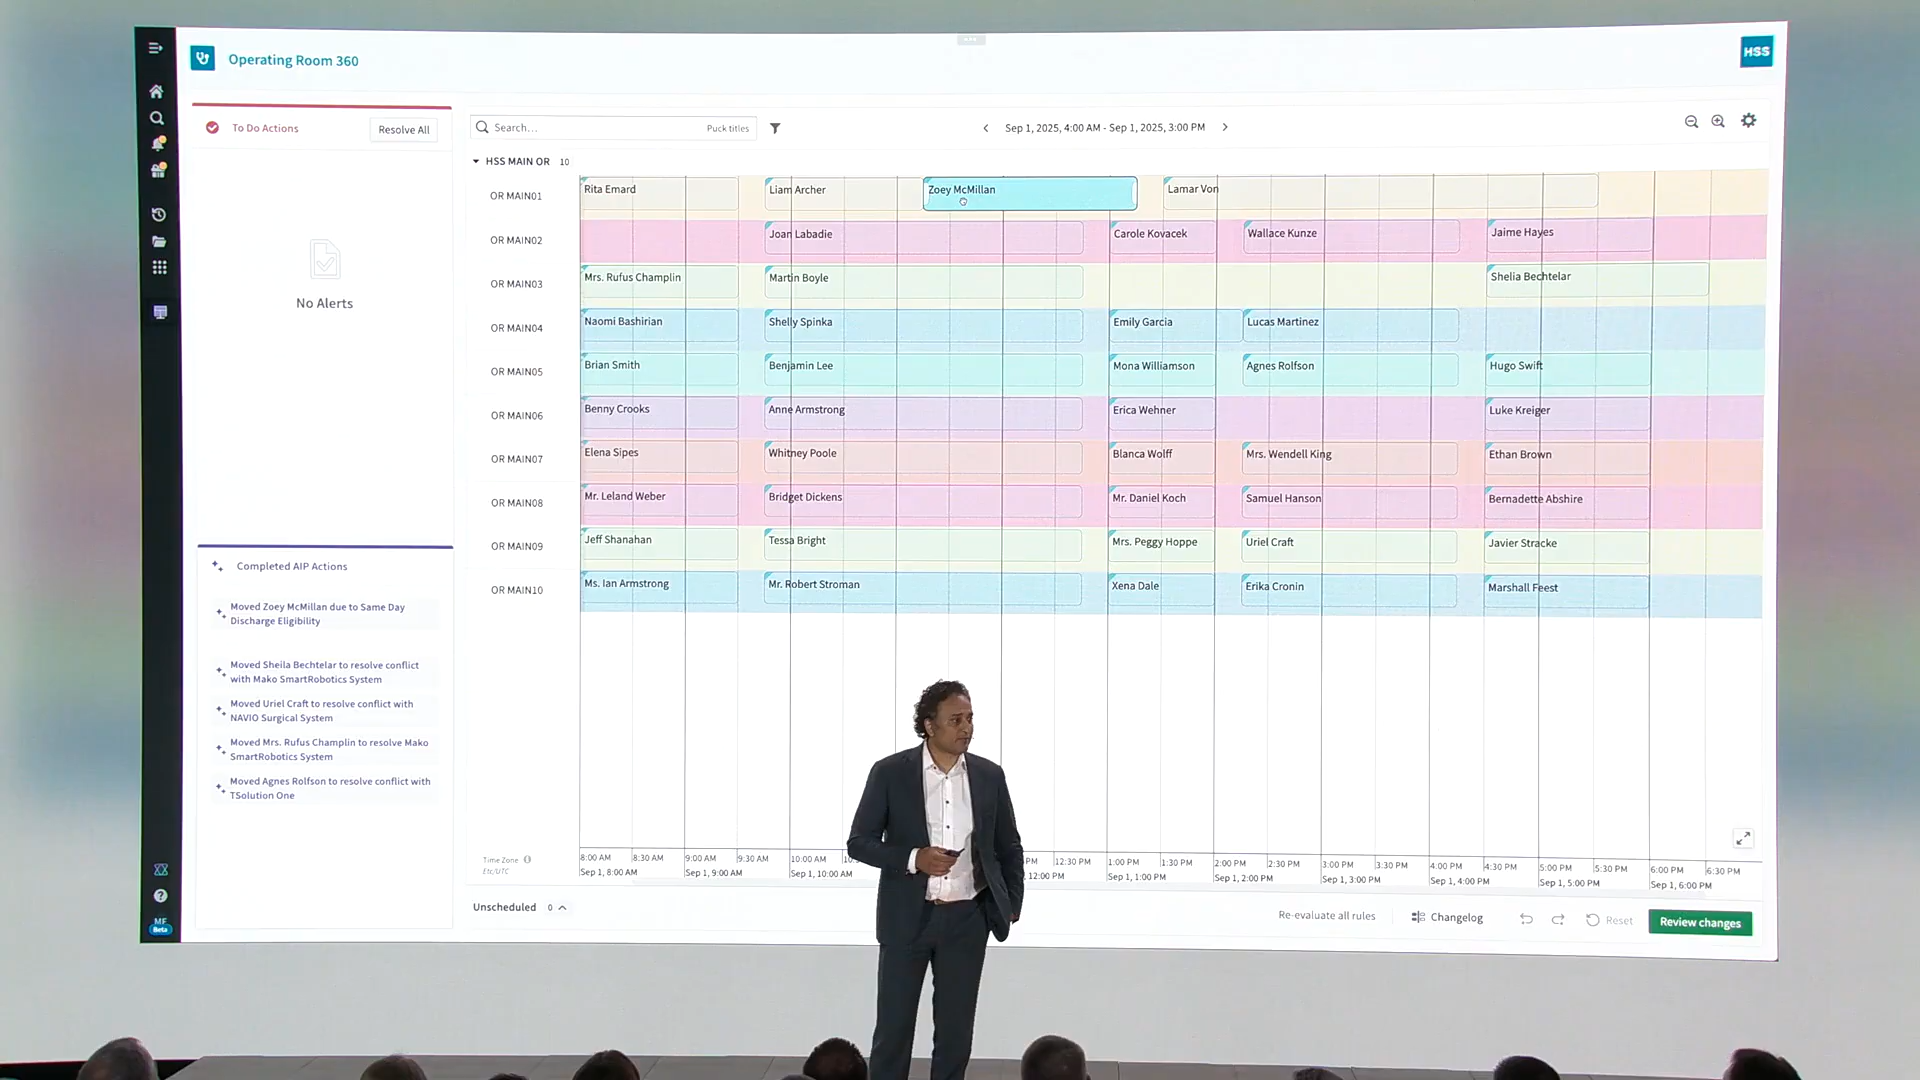 Operating Room 360
HSS
To Do Actions
Resolve All
No Alerts
Completed AIP Actions
Moved Zoey McMillan due to Same Day
Discharge Eligibility
Moved Sheila Bechtelar to resolve conflict
with Mako SmartRobotics System
Moved Uriel Craft to resolve conflict with
NAVIO Surgical System
Moved Mrs. Rufus Champlin to resolve Mako
SmartRobotics System
Moved Agnes Rolfson to resolve conflict with
TSolution One
MF
Beta
Search...
Puck titles
Sep 1, 2025, 4:00 AM - Sep 1, 2025, 3:00 PM
HSS MAIN OR 10
OR MAIN01 Rita Emard Liam Archer Zoey McMillan Lamar Von
OR MAIN02 Joan Labadie Carole Kovacek Wallace Kunze Jaime Hayes
OR MAIN03 Mrs. Rufus Champlin Martin Boyle Shelia Bechtelar
OR MAIN04 Naomi Bashirian Shelly Spinka Emily Garcia Lucas Martinez
OR MAIN05 Brian Smith Benjamin Lee Mona Williamson Agnes Rolfson Hugo Swift
OR MAIN06 Benny Crooks Anne Armstrong Erica Wehner Luke Kreiger
OR MAIN07 Elena Sipes Whitney Poole Blanca Wolff Mrs. Wendell King Ethan Brown
OR MAIN08 Mr. Leland Weber Bridget Dickens Mr. Daniel Koch Samuel Hanson Bernadette Abshire
OR MAIN09 Jeff Shanahan Tessa Bright Mrs. Peggy Hoppe Uriel Craft Javier Stracke
OR MAIN10 Ms. Ian Armstrong Mr. Robert Stroman Xena Dale Erika Cronin Marshall Feest
Time Zone 8:00 AM 8:30 AM 9:00 AM 9:30 AM 10:00 AM PM 12:30 PM 1:00 PM 1:30 PM 2:00 PM 2:30 PM 3:00 PM 3:30 PM 4:00 PM 4:30 PM 5:00 PM 5:30 PM 6:00 PM 6:30 PM
Etc/UTC Sep 1, 8:00 AM Sep 1, 9:00 AM Sep 1, 10:00 AM 12:00 PM Sep 1, 1:00 PM Sep 1, 2:00 PM Sep 1, 3:00 PM Sep 1, 4:00 PM Sep 1, 5:00 PM Sep 1, 6:00 PM
Unscheduled 0
Re-evaluate all rules
Changelog
Reset
Review changes